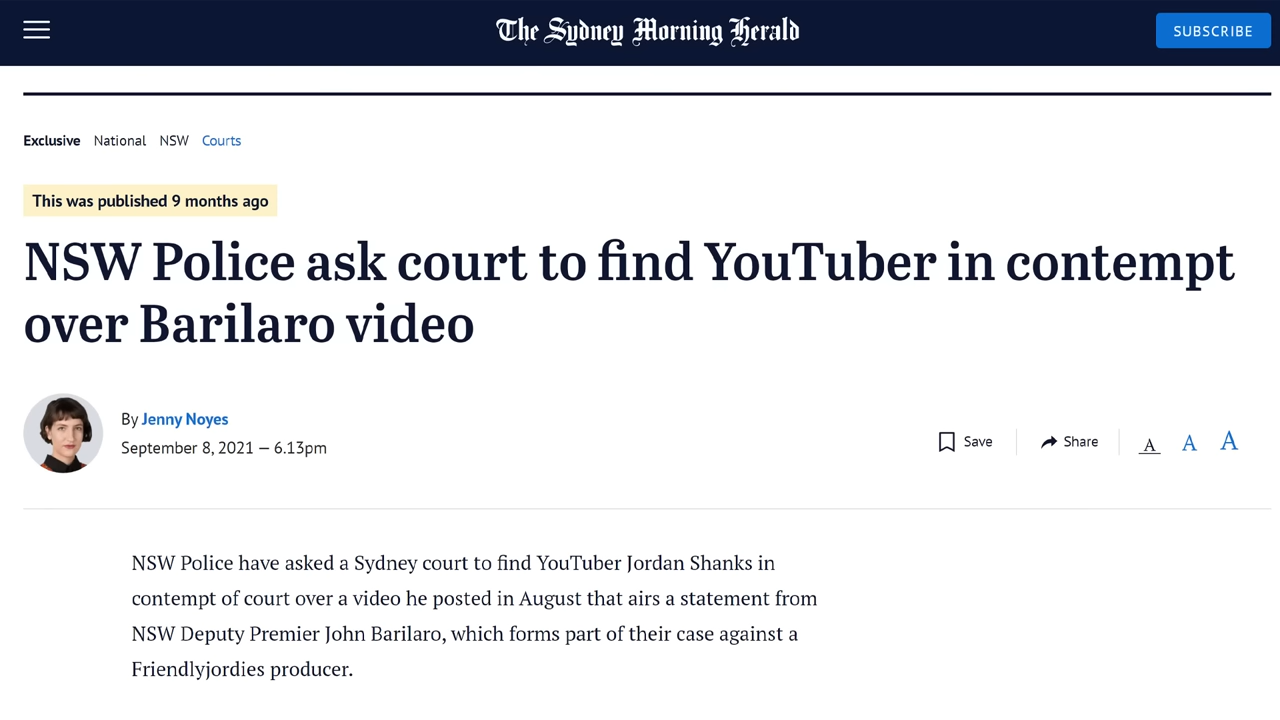 The Sydney Morning Herald
SUBSCRIBE
Exclusive National NSW Courts
This was published 9 months ago
NSW Police ask court to find YouTuber in contempt
over Barilaro video
By Jenny Noyes
September 8, 2021 — 6.13pm
Save Share A A A
NSW Police have asked a Sydney court to find YouTuber Jordan Shanks in
contempt of court over a video he posted in August that airs a statement from
NSW Deputy Premier John Barilaro, which forms part of their case against a
Friendlyjordies producer.